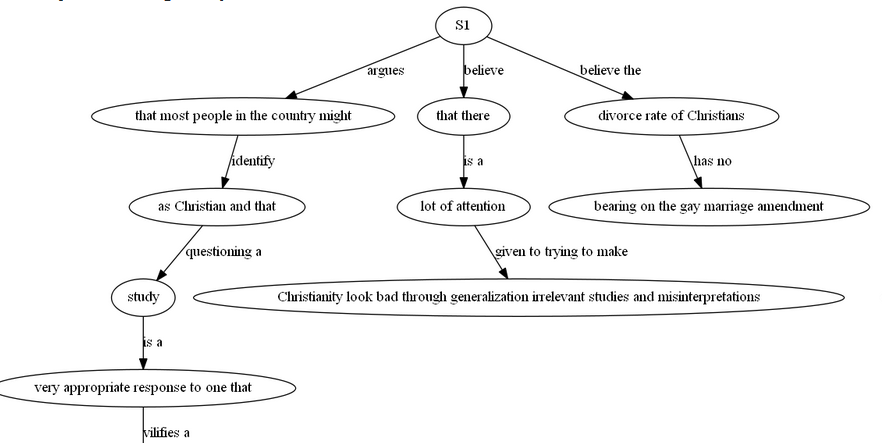 S1
argues
believe
believe the
that most people in the country might
that there
divorce rate of Christians
identify
is a
has no
as Christian and that
lot of attention
bearing on the gay marriage amendment
questioning a
given to trying to make
study
Christianity look bad through generalization irrelevant studies and misinterpretations
is a
very appropriate response to one that
vilifies a